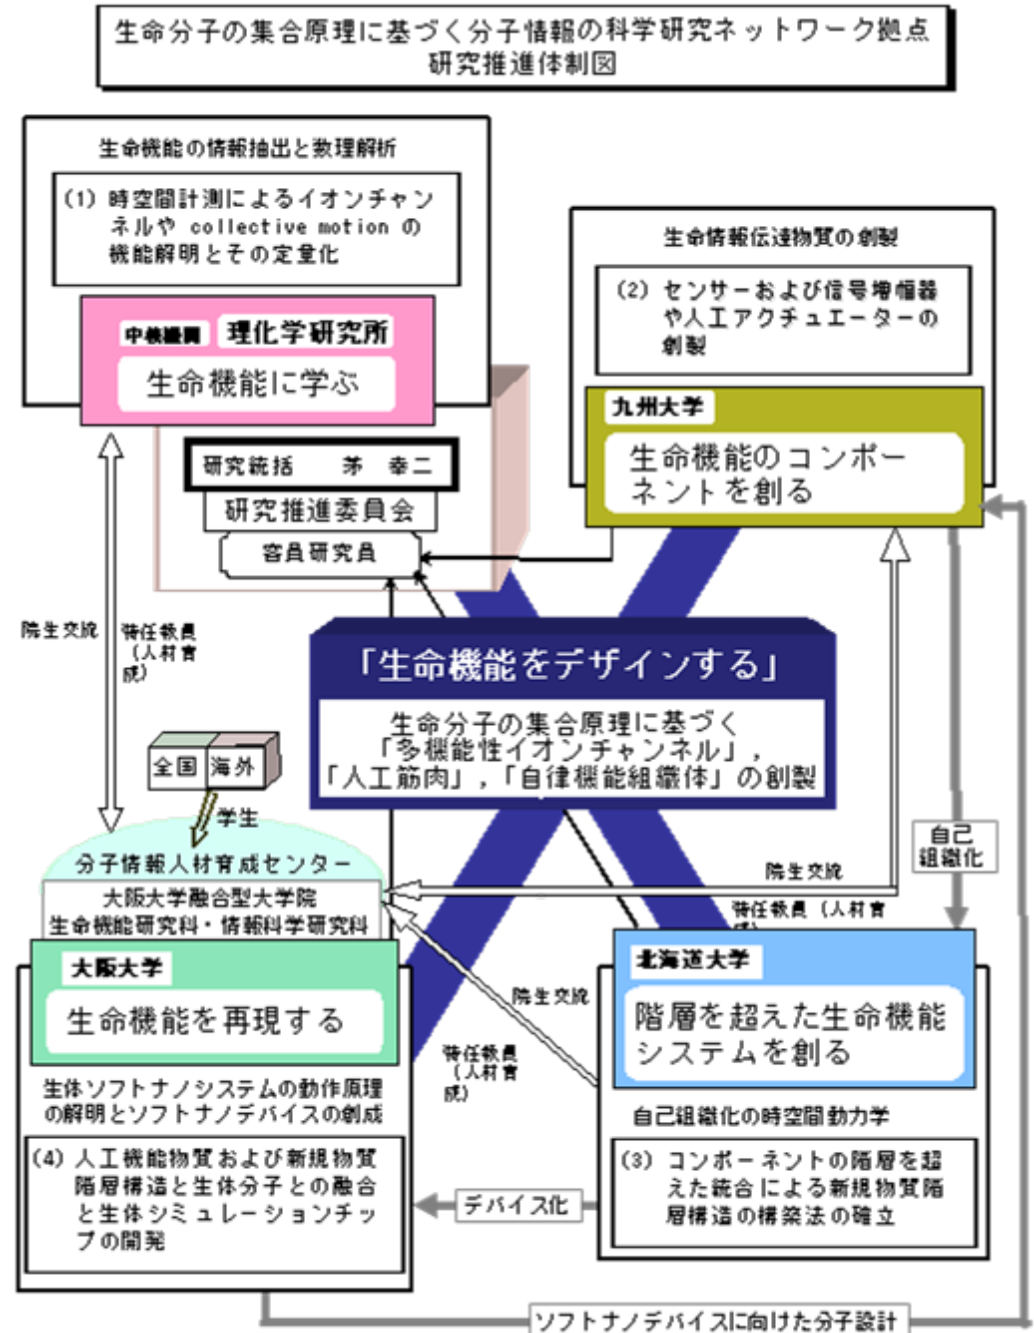 生命分子の集合原理に基づく分子情報の科学研究ネットワーク拠点
研究推進体制図
生命機能の情報抽出と数理解析
(1) 時空間計測によるイオンチャン
ネルや collective motion の
機能解明とその定量化
中核機関 理化学研究所
生命機能に学ぶ
生命情報伝達物質の創製
(2) センサーおよび信号増幅器
や人工アクチュエーターの
創製
九州大学
生命機能のコンポー
ネントを創る
研究統括 茅 幸二
研究推進委員会
客員研究員
院生交流
特任教員
(人材育
成)
「生命機能をデザインする」
生命分子の集合原理に基づく
「多機能性イオンチャンネル」,
「人工筋肉」,「自律機能組織体」の創製
全国 海外
学生
自己
組織化
分子情報人材育成センター
大阪大学融合型大学院
生命機能研究科・情報科学研究科
院生交流
特任教員 (人材育
成)
大阪大学
生命機能を再現する
北海道大学
階層を超えた生命機能
システムを創る
院生交流
特任教員
(人材育
成)
生体ソフトナノシステムの動作原理
の解明とソフトナノデバイスの創成
(4) 人工機能物質および新規物質
階層構造と生体分子との融合
と生体シミュレーションチッ
プの開発
自己組織化の時空間動力学
(3) コンポーネントの階層を超
えた統合による新規物質階
層構造の構築法の確立
デバイス化
ソフトナノデバイスに向けた分子設計